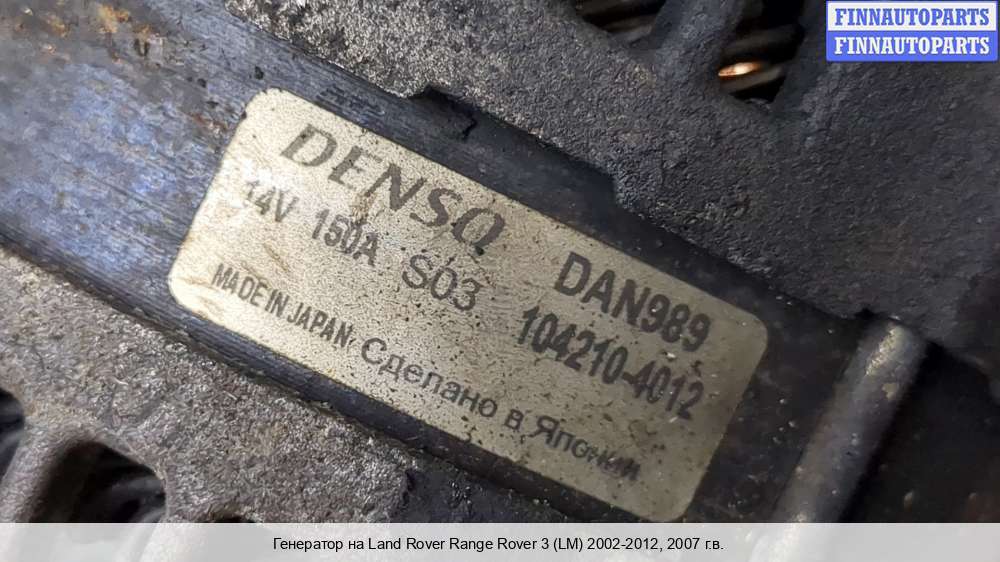 FINNAUTOPARTS
FINNAUTOPARTS
DENSO
DAN989
14V 150A S03 104210-4012
MADE IN JAPAN, Сделано в Японии
Генератор на Land Rover Range Rover 3 (LM) 2002-2012, 2007 г.в.